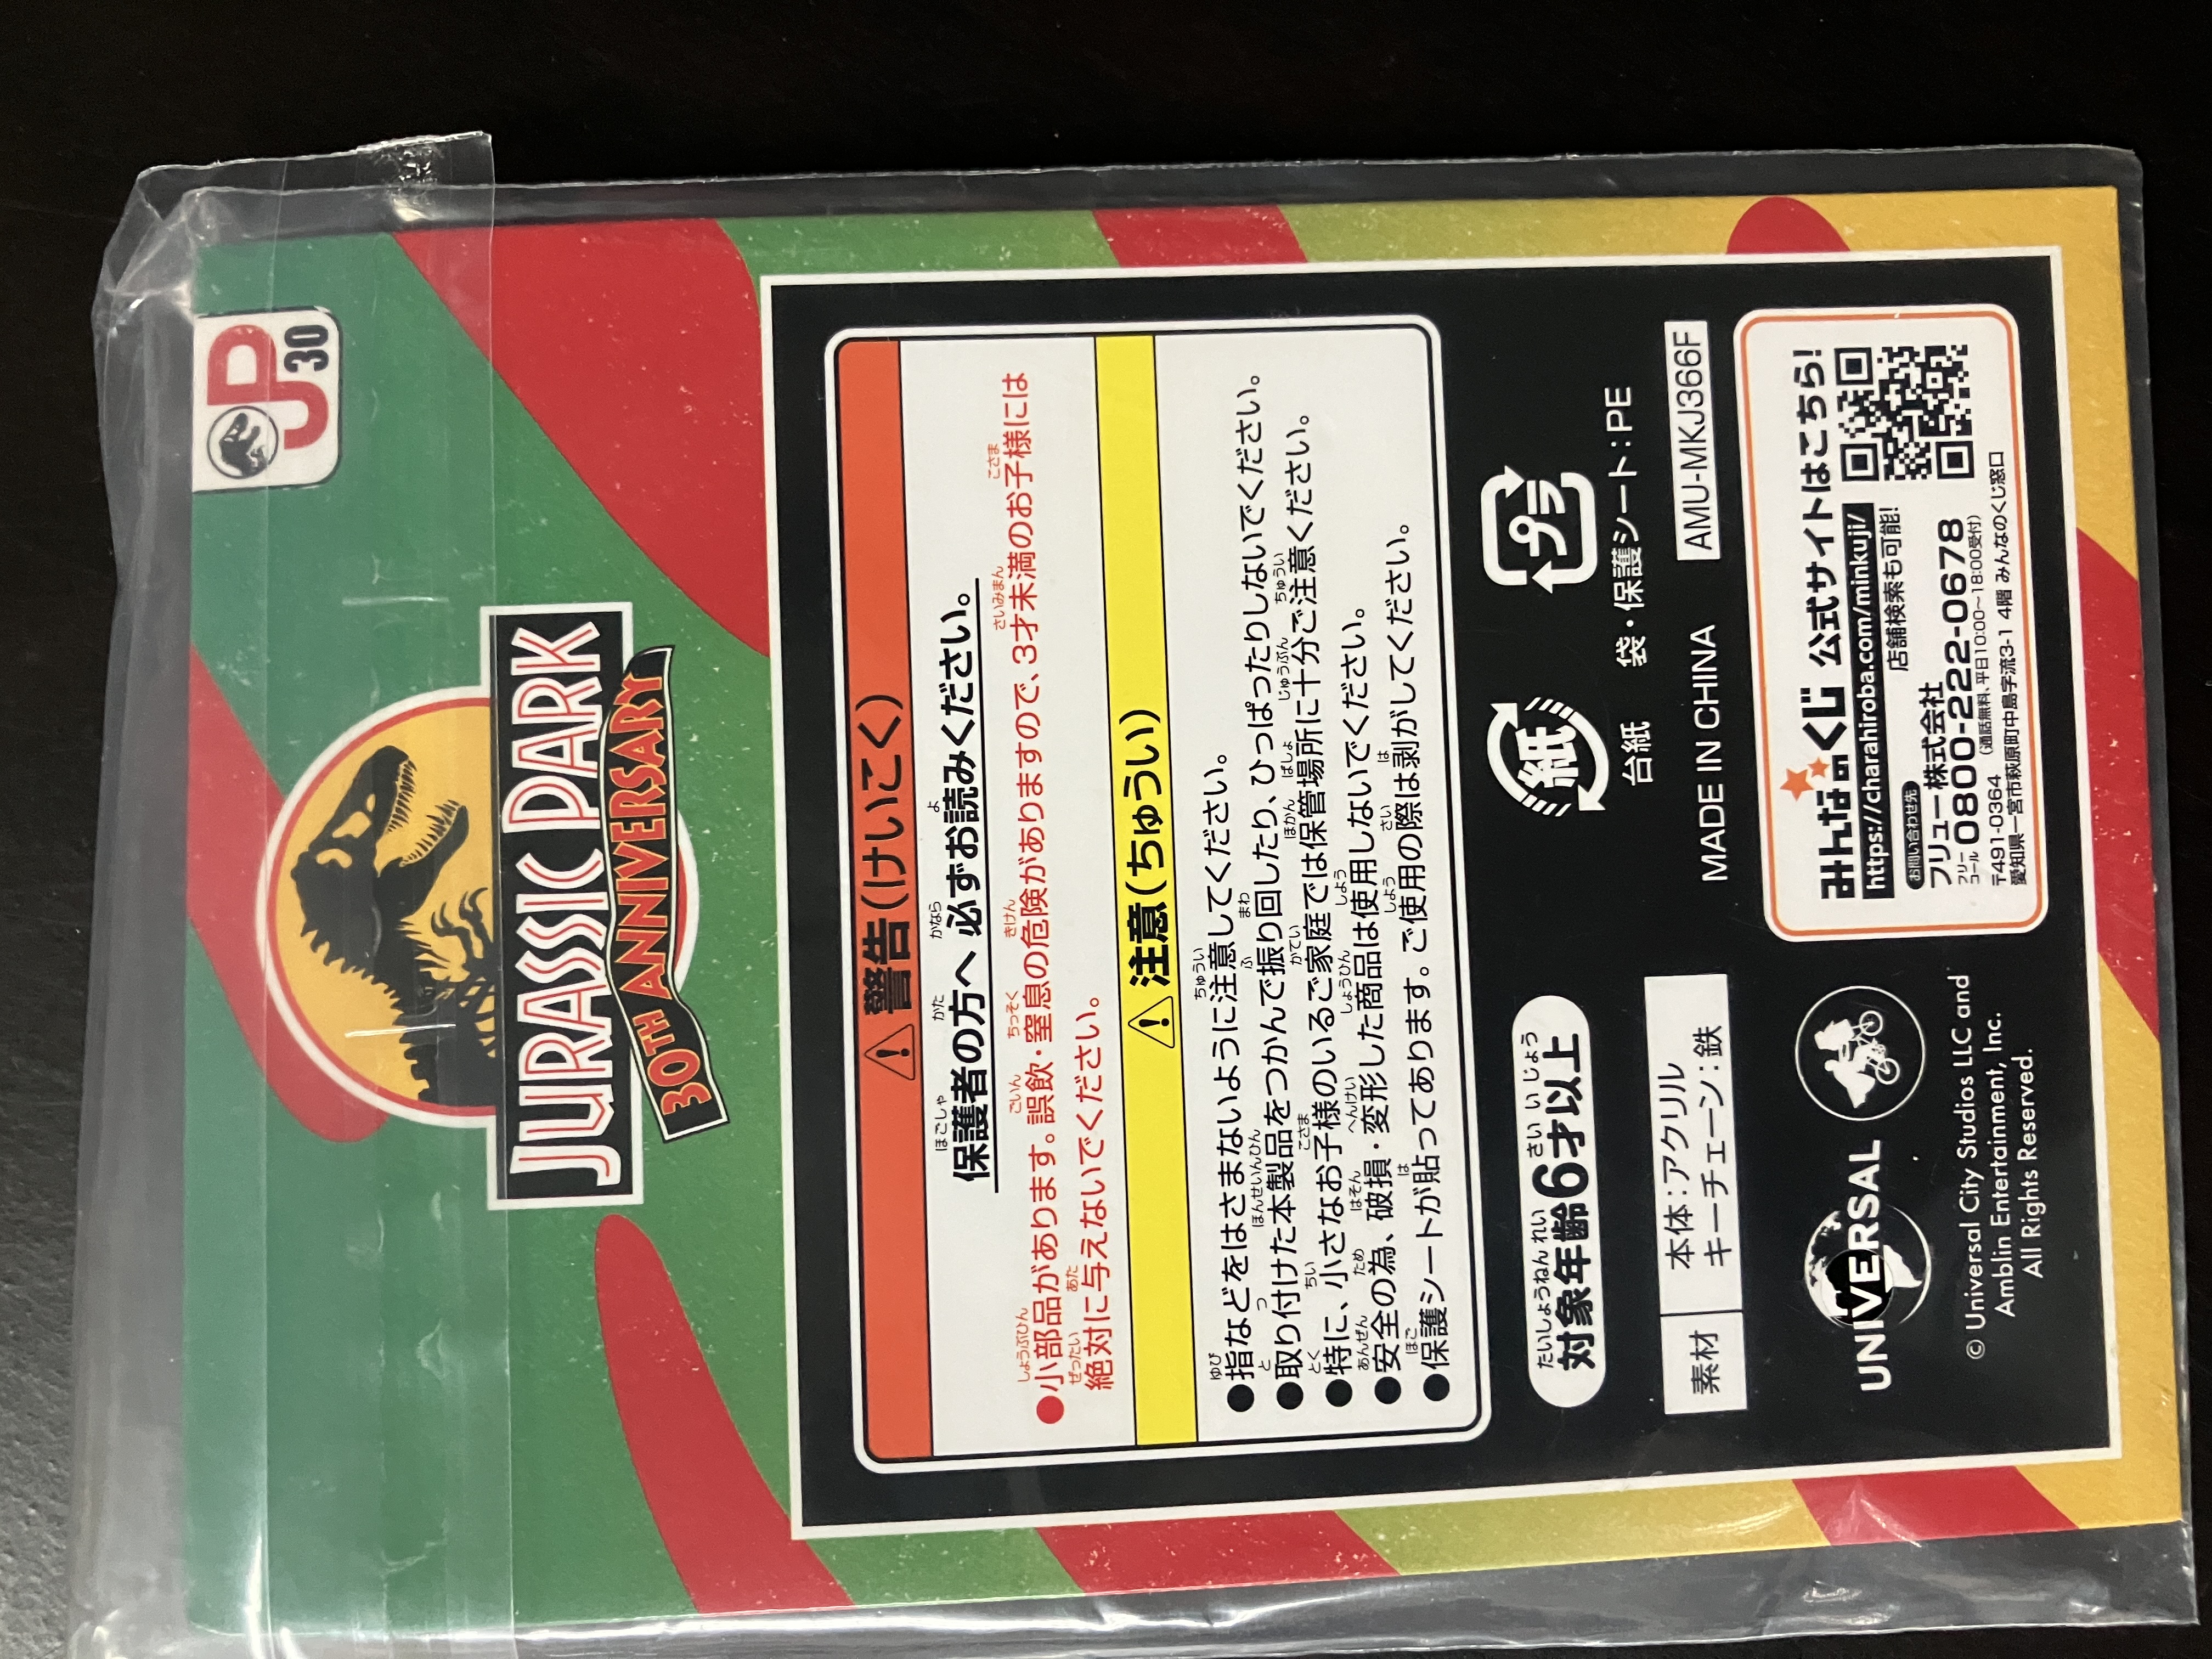 JP
30
JURASSIC PARK
30TH ANNIVERSARY
⚠警告(けいこく)
保護者の方へ 必ずお読みください。
●小部品があります。誤飲・窒息の危険がありますので、3才未満のお子様には
絶対に与えないでください。
⚠注意(ちゅうい)
●指などをはさまないように注意してください。
●取り付けた本製品をつかんで振り回したり、ひっぱったりしないでください。
●特に、小さなお子様のいるご家庭では保管場所に十分ご注意ください。
●安全の為、破損・変形した商品は使用しないでください。
●保護シートが貼ってあります。ご使用の際は剥がしてください。
対象年齢6才以上
紙
プラ
台紙
袋・保護シート:PE
素材
本体:アクリル
キーチェーン:鉄
MADE IN CHINA
AMU-MKJ366F
UNIVERSAL
© Universal City Studios LLC and
Amblin Entertainment, Inc.
All Rights Reserved.
みんなのくじ 公式サイトはこちら!
https://charahiroba.com/minkuji/
店舗検索も可能!
お問い合わせ先
フリュー株式会社
フリーコール 0800-222-0678
(通話無料、平日10:00~18:00受付)
〒491-0364
愛知県一宮市萩原町中島字流3-1 4階 みんなのくじ窓口